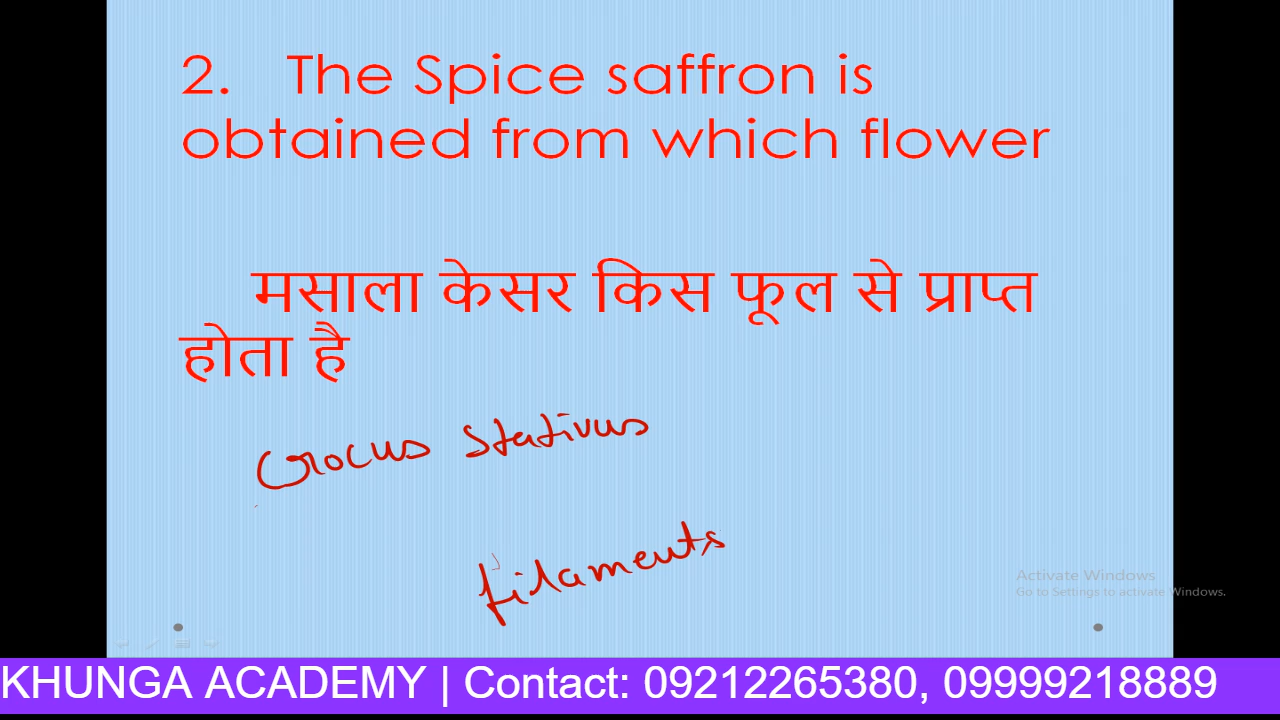 2. The Spice saffron is
obtained from which flower
मसाला केसर किस फूल से प्राप्त
होता है
Crocus Stativus
filaments
Activate Windows
Go to Settings to activate Windows.
KHUNGA ACADEMY | Contact: 09212265380, 09999218889